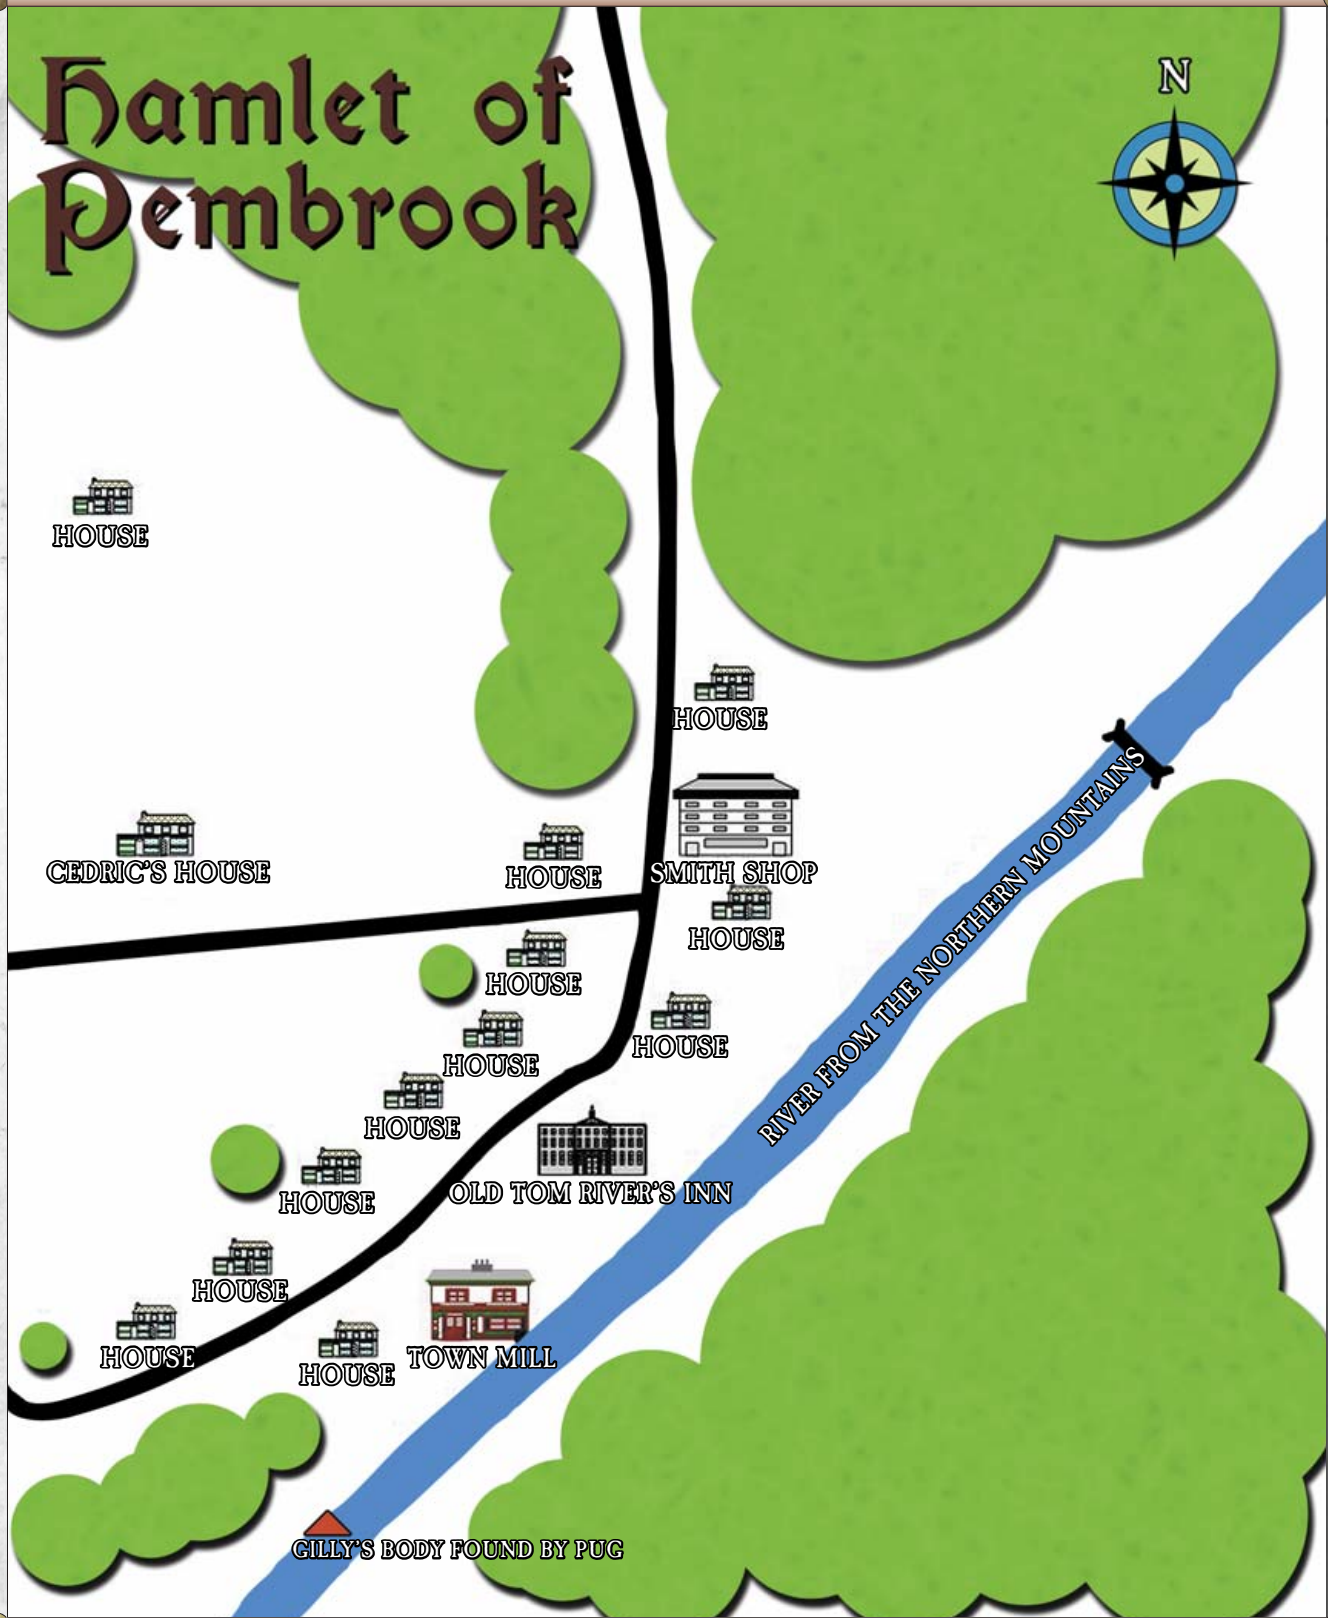 Hamlet of
Pembrook
N
HOUSE
HOUSE
CEDRIC'S HOUSE
HOUSE
SMITH SHOP
HOUSE
HOUSE
HOUSE
HOUSE
HOUSE
RIVER FROM THE NORTHERN MOUNTAINS
OLD TOM RIVER'S INN
HOUSE
HOUSE
HOUSE
TOWN MILL
HOUSE
GILLY'S BODY FOUND BY PUG